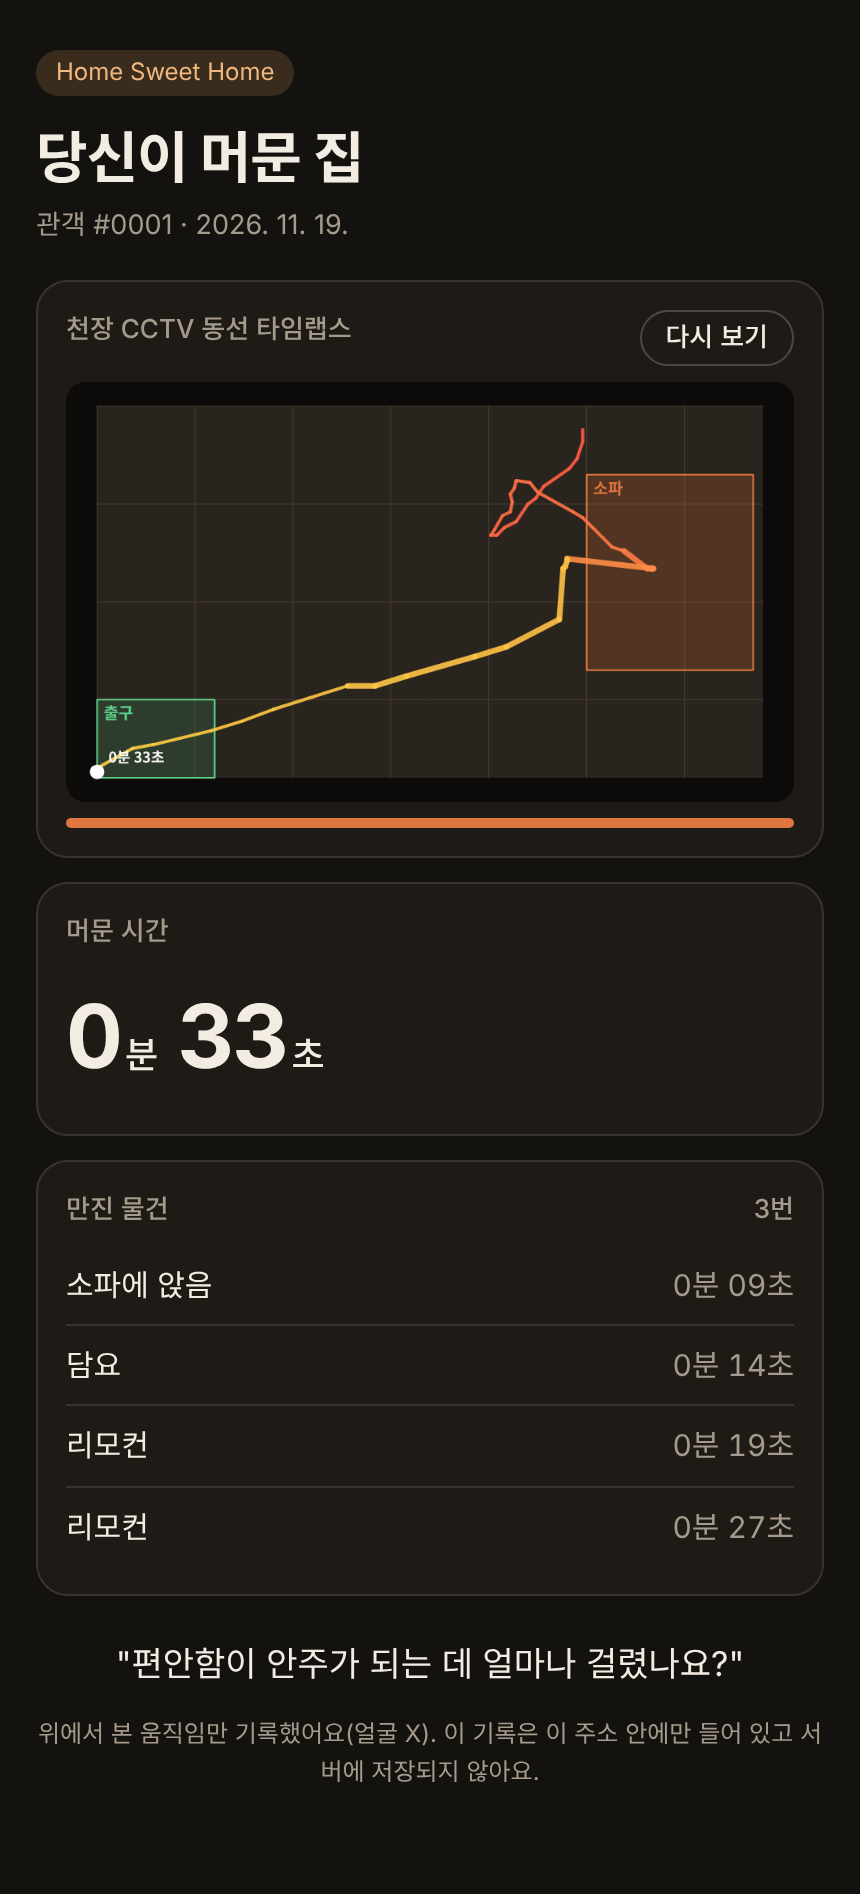 Home Sweet Home
당신이 머문 집
관객 #0001 · 2026. 11. 19.
천장 CCTV 동선 타임랩스
다시 보기
소파
출구
0분 33초
머문 시간
0분 33초
만진 물건 3번
소파에 앉음 0분 09초
담요 0분 14초
리모컨 0분 19초
리모컨 0분 27초
"편안함이 안주가 되는 데 얼마나 걸렸나요?"
위에서 본 움직임만 기록했어요(얼굴 X). 이 기록은 이 주소 안에만 들어 있고 서
버에 저장되지 않아요.